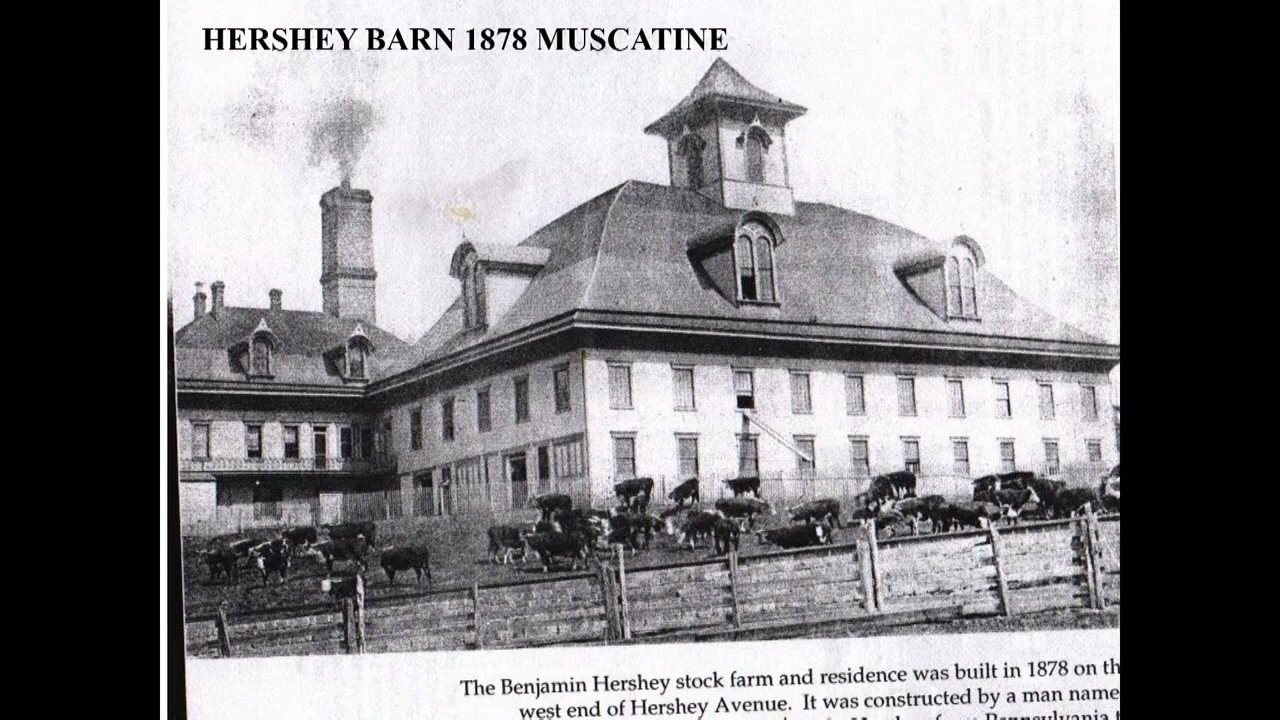 HERSHEY BARN 1878 MUSCATINE
The Benjamin Hershey stock farm and residence was built in 1878 on th
west end of Hershey Avenue. It was constructed by a man name
Pennsylvania